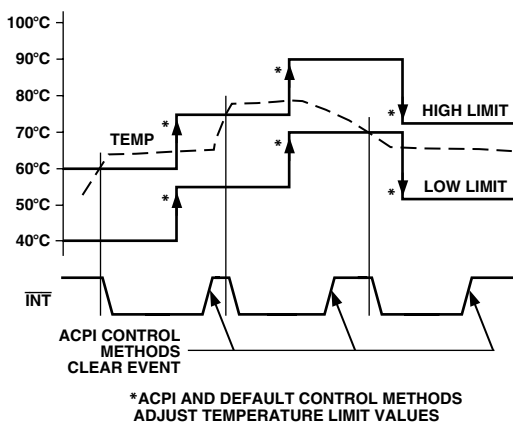 100°C
90°C
80°C
70°C
60°C
50°C
40°C
TEMP
*
*
*
*
*
*
HIGH LIMIT
LOW LIMIT
INT
ACPI CONTROL
METHODS
CLEAR EVENT
*ACPI AND DEFAULT CONTROL METHODS
ADJUST TEMPERATURE LIMIT VALUES